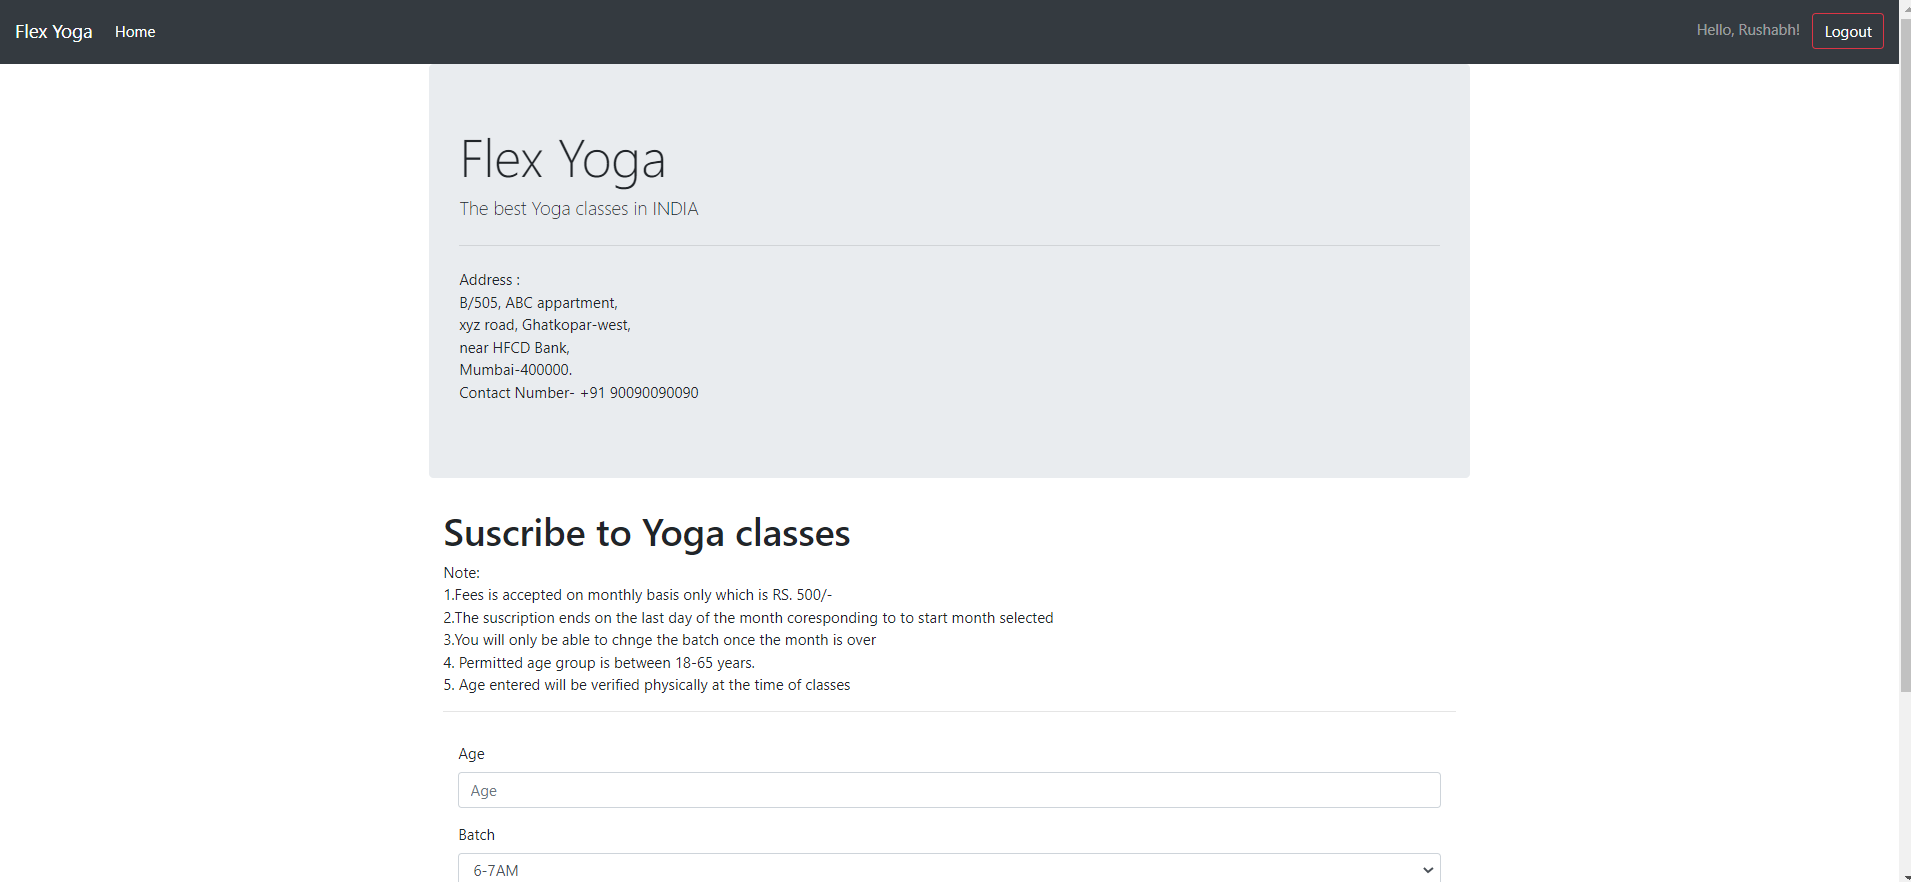 Flex Yoga Home Hello, Rushabh! Logout
Flex Yoga
The best Yoga classes in INDIA
Address :
B/505, ABC appartment,
xyz road, Ghatkopar-west,
near HFCD Bank,
Mumbai-400000.
Contact Number- +91 90090090090
Suscribe to Yoga classes
Note:
1.Fees is accepted on monthly basis only which is RS. 500/-
2.The suscription ends on the last day of the month coresponding to to start month selected
3.You will only be able to chnge the batch once the month is over
4. Permitted age group is between 18-65 years.
5. Age entered will be verified physically at the time of classes
Age
Age
Batch
6-7AM